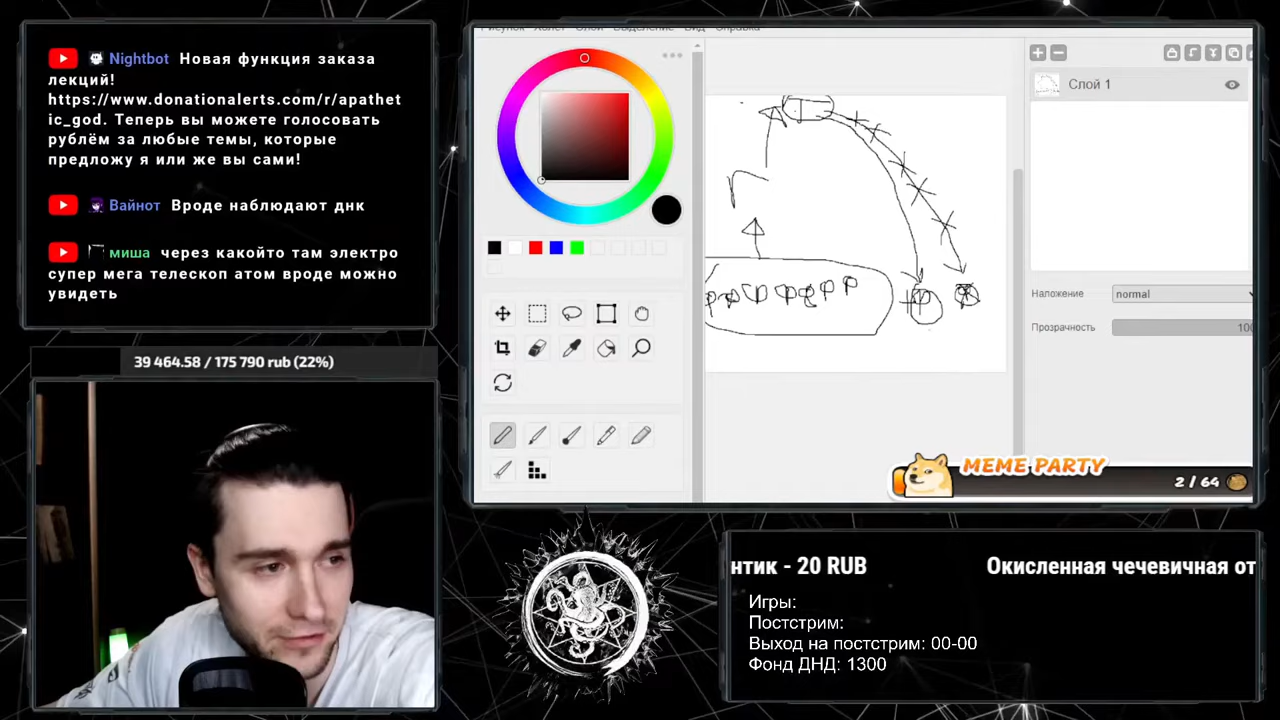 Nightbot Новая функция заказа
лекций!
https://www.donationalerts.com/r/apathet
ic_god. Теперь вы можете голосовать
рублём за любые темы, которые
предложу я или же вы сами!
Вайнот Вроде наблюдают днк
миша через какойто там электро
супер мега телескоп атом вроде можно
увидеть
39 464.58 / 175 790 rub (22%)
Слой 1
Наложение normal
Прозрачность 100
MEME PARTY
2 / 64
нтик - 20 RUB Окисленная чечевичная от
Игры:
Постстрим:
Выход на постстрим: 00-00
Фонд ДНД: 1300